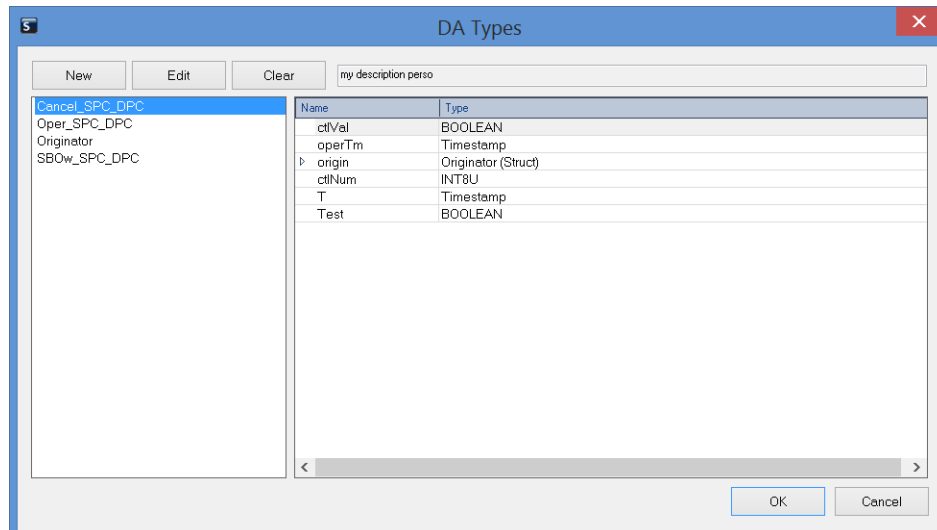 S
DA Types
New Edit Clear my description perso
Cancel_SPC_DPC
Oper_SPC_DPC
Originator
SBOw_SPC_DPC
Name Type
ctlVal BOOLEAN
operTm Timestamp
origin Originator (Struct)
ctlNum INT8U
T Timestamp
Test BOOLEAN
OK Cancel